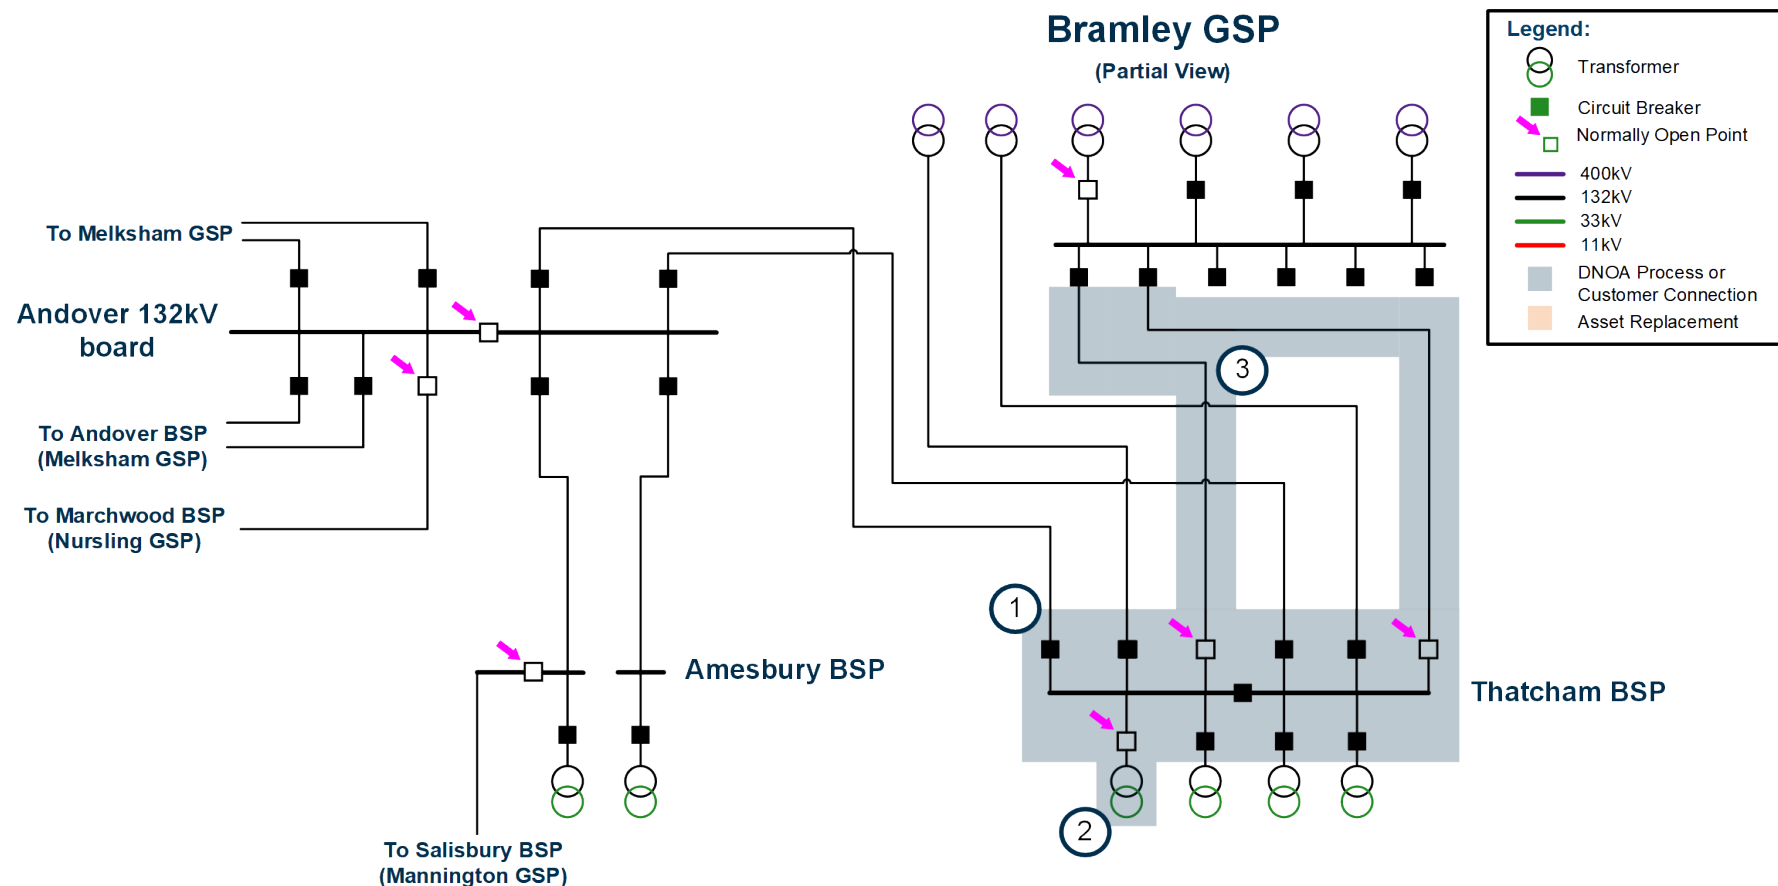 Bramley GSP
(Partial View)
Legend:
Transformer
Circuit Breaker
Normally Open Point
400kV
132kV
33kV
11kV
DNOA Process or
Customer Connection
Asset Replacement
To Melksham GSP
Andover 132kV
board
To Andover BSP
(Melksham GSP)
To Marchwood BSP
(Nursling GSP)
3
1
Amesbury BSP
Thatcham BSP
2
To Salisbury BSP
(Mannington GSP)